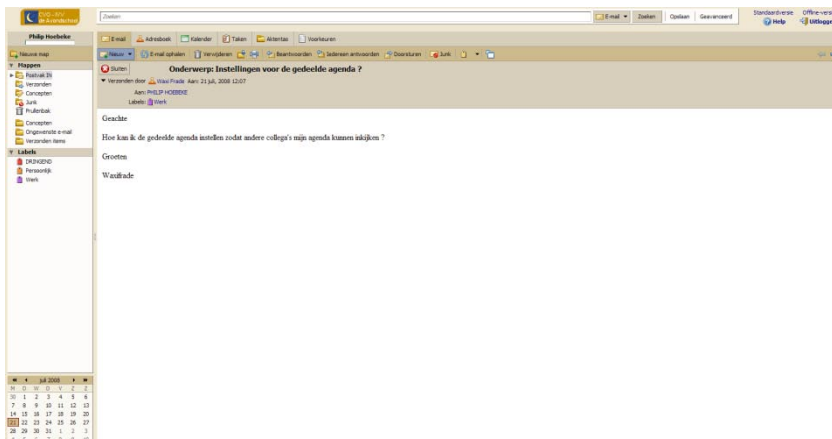 de Avondschool
Zoeken
E-mail
Zoeken
Opslaan
Geavanceerd
Standaardversie
Offline-versi
Help
Uitlogge
Philip Hoebeke
E-mail Adresboek Kalender Taken Aktentas Voorkeuren
Nieuwe map
Nieuw E-mail ophalen Verwijderen Beantwoorden Iedereen antwoorden Doorsturen Junk
Mappen
Postvak IN
Verzonden
Concepten
Junk
Prullenbak
Concepten
Ongewenste e-mail
Verzonden items
Labels
DRINGEND
Persoonlijk
Werk
Sluiten
Onderwerp: Instellingen voor de gedeelde agenda ?
Verzonden door Waxi Frade Aan: 21 juli, 2008 12:07
Aan: PHILIP HOEBEKE
Labels: Werk
Geachte
Hoe kan ik de gedeelde agenda instellen zodat andere collega's mijn agenda kunnen inkijken ?
Groeten
Waxifrade
juli 2008
M D W D V Z Z
30 1 2 3 4 5 6
7 8 9 10 11 12 13
14 15 16 17 18 19 20
21 22 23 24 25 26 27
28 29 30 31 1 2 3